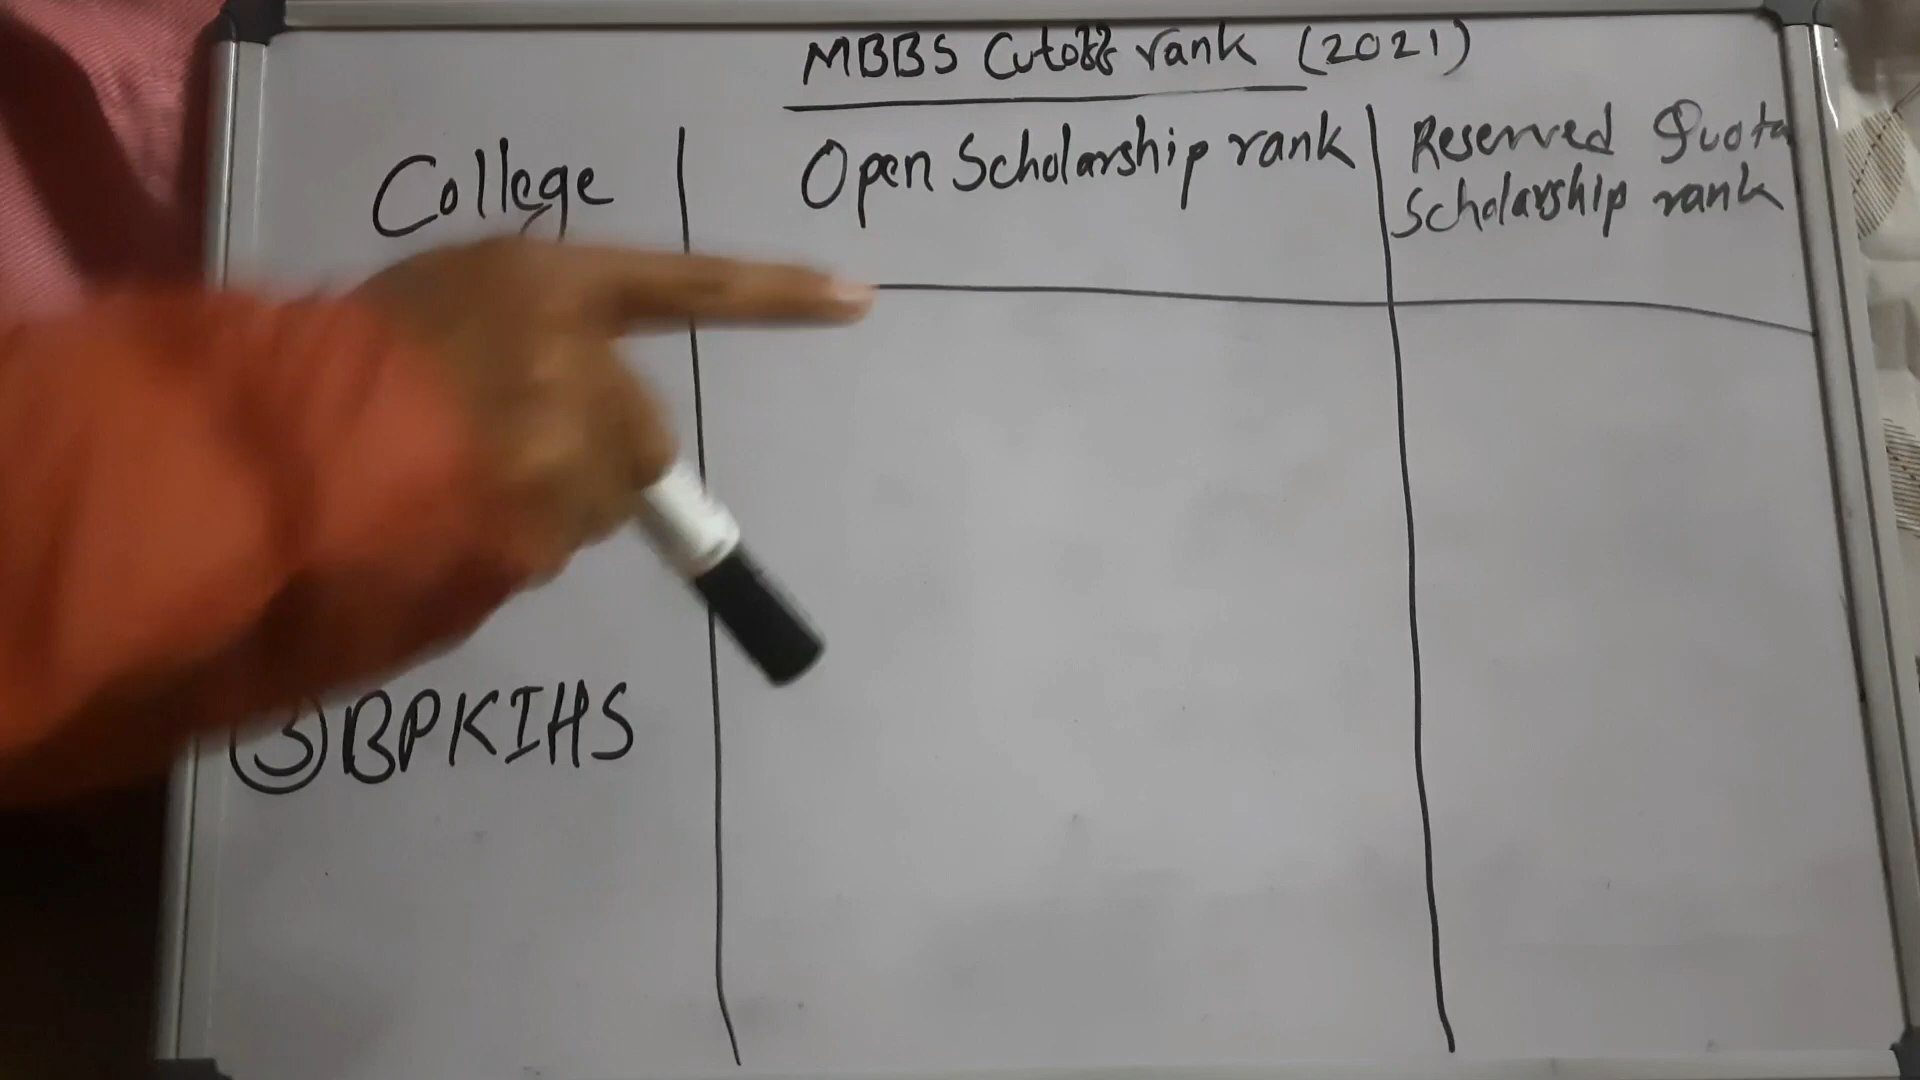 MBBS Cutoff rank (2021)
College
Open Scholarship rank
Reserved Quota
Scholarship rank
3 BPKIHS